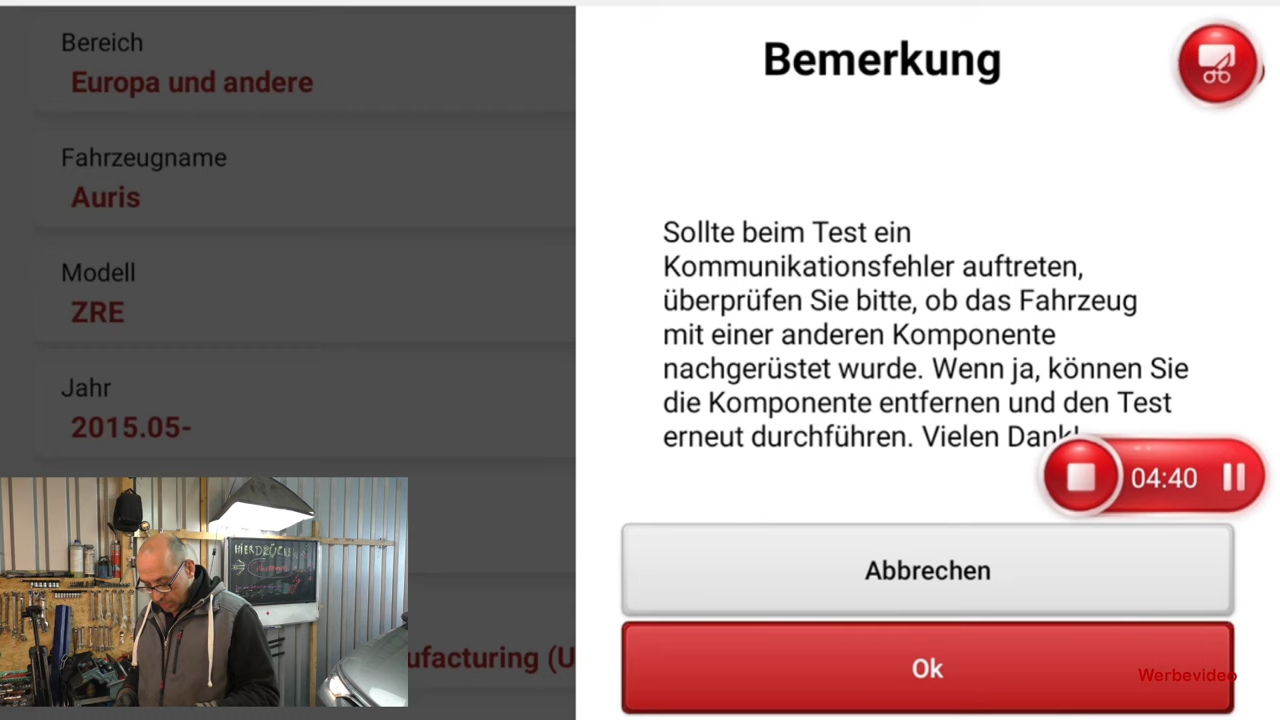 Bereich
Europa und andere
Fahrzeugname
Auris
Modell
ZRE
Jahr
2015.05-
ufacturing (U
Bemerkung
Sollte beim Test ein
Kommunikationsfehler auftreten,
überprüfen Sie bitte, ob das Fahrzeug
mit einer anderen Komponente
nachgerüstet wurde. Wenn ja, können Sie
die Komponente entfernen und den Test
erneut durchführen. Vielen Dank!
04:40
Abbrechen
Ok
Werbevideo
HIERDRÜCKEN